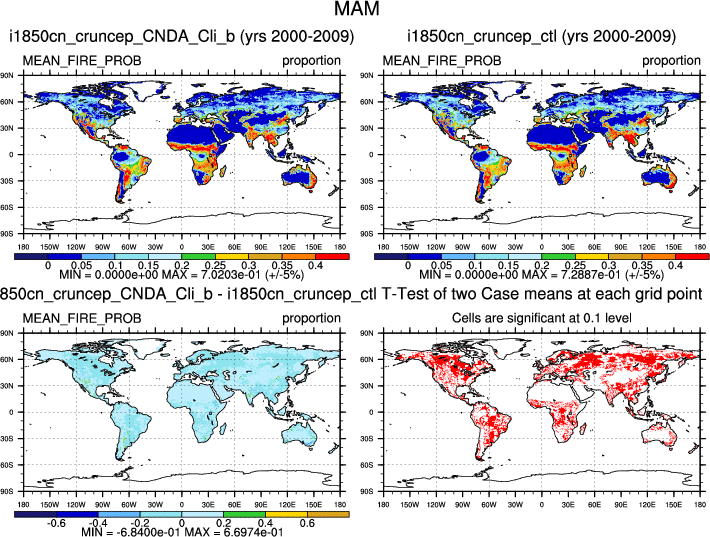 MAM
i1850cn_cruncep_CNDA_Cli_b (yrs 2000-2009)
i1850cn_cruncep_ctl (yrs 2000-2009)
MEAN_FIRE_PROB proportion
MEAN_FIRE_PROB proportion
90N
60N
30N
0
30S
60S
90S
180 150W 120W 90W 60W 30W 0 30E 60E 90E 120E 150E 180
90N
60N
30N
0
30S
60S
90S
180 150W 120W 90W 60W 30W 0 30E 60E 90E 120E 150E 180
0 0.05 0.1 0.15 0.2 0.25 0.3 0.35 0.4
MIN = 0.0000e+00 MAX = 7.0203e-01 (+/-5%)
0 0.05 0.1 0.15 0.2 0.25 0.3 0.35 0.4
MIN = 0.0000e+00 MAX = 7.2887e-01 (+/-5%)
850cn_cruncep_CNDA_Cli_b - i1850cn_cruncep_ctl
T-Test of two Case means at each grid point
MEAN_FIRE_PROB proportion
Cells are significant at 0.1 level
90N
60N
30N
0
30S
60S
90S
180 150W 120W 90W 60W 30W 0 30E 60E 90E 120E 150E 180
90N
60N
30N
0
30S
60S
90S
180 150W 120W 90W 60W 30W 0 30E 60E 90E 120E 150E 180
-0.6 -0.4 -0.2 0 0.2 0.4 0.6
MIN = -6.8400e-01 MAX = 6.6974e-01